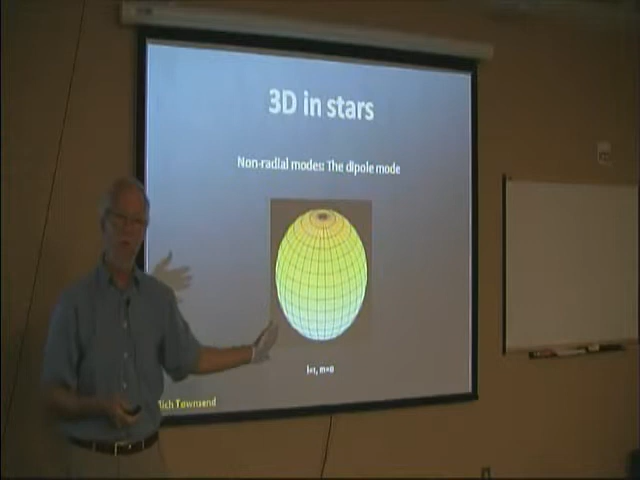 3D in stars
Non-radial modes: The dipole mode
l=1, m=0
Rich Townsend